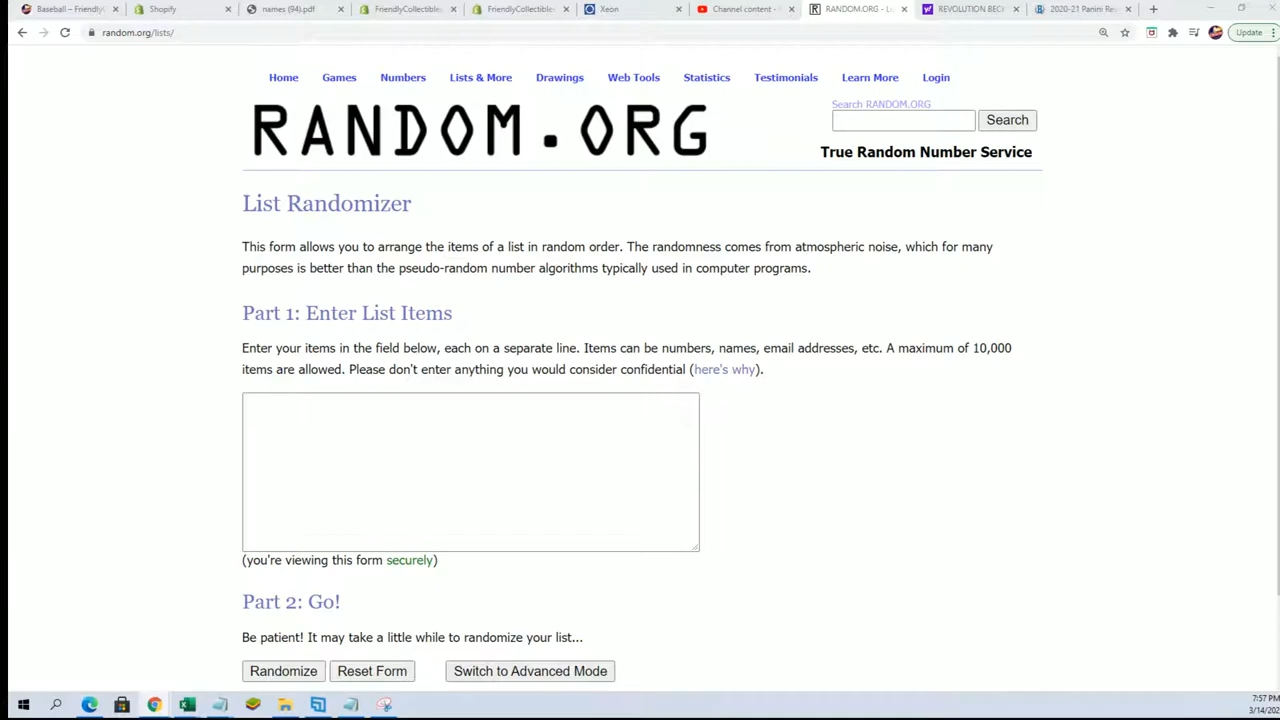 Baseball – Friendly
Shopify
names (94).pdf
FriendlyCollectible
FriendlyCollectible
Xeon
Channel content -
RANDOM.ORG - L
REVOLUTION BEC
2020-21 Panini Re
random.org/lists/
Update
Home
Games
Numbers
Lists & More
Drawings
Web Tools
Statistics
Testimonials
Learn More
Login
RANDOM.ORG
Search RANDOM.ORG
Search
True Random Number Service
List Randomizer
This form allows you to arrange the items of a list in random order. The randomness comes from atmospheric noise, which for many
purposes is better than the pseudo-random number algorithms typically used in computer programs.
Part 1: Enter List Items
Enter your items in the field below, each on a separate line. Items can be numbers, names, email addresses, etc. A maximum of 10,000
items are allowed. Please don't enter anything you would consider confidential (here's why).
(you're viewing this form securely)
Part 2: Go!
Be patient! It may take a little while to randomize your list...
Randomize
Reset Form
Switch to Advanced Mode
7:57 PM
3/14/202